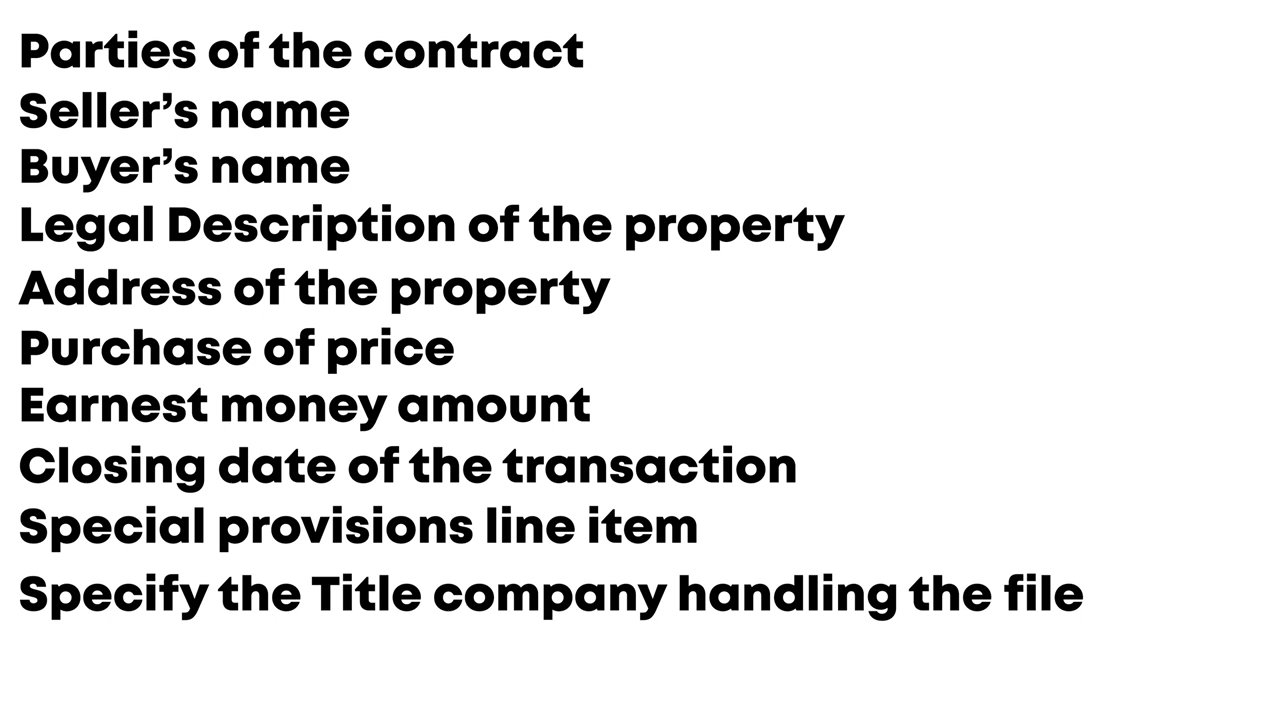 Parties of the contract
Seller’s name
Buyer’s name
Legal Description of the property
Address of the property
Purchase of price
Earnest money amount
Closing date of the transaction
Special provisions line item
Specify the Title company handling the file